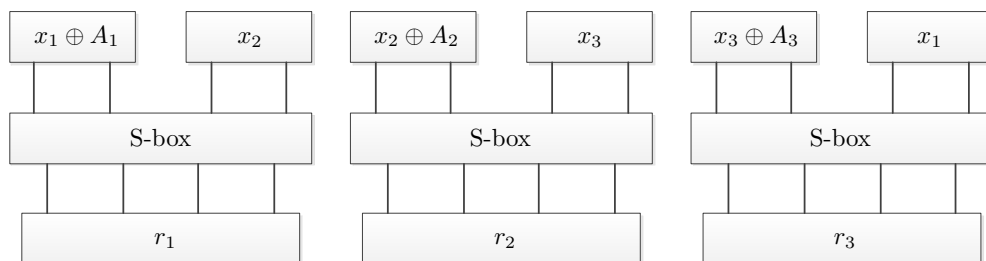 x₁ ⊕ A₁ x₂ x₂ ⊕ A₂ x₃ x₃ ⊕ A₃ x₁
S-box S-box S-box
r₁ r₂ r₃